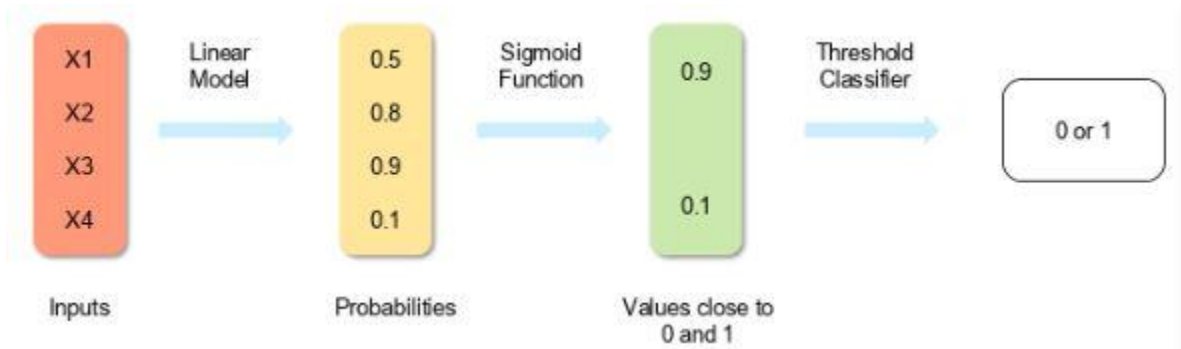 X1
X2
X3
X4
Linear
Model
0.5
0.8
0.9
0.1
Sigmoid
Function
0.9
0.1
Threshold
Classifier
0 or 1
Inputs
Probabilities
Values close to
0 and 1